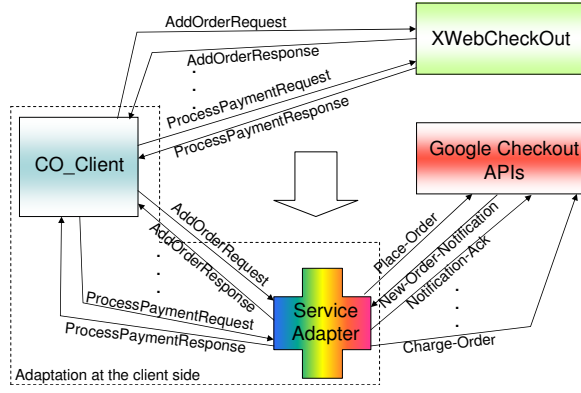 AddOrderRequest
XWebCheckOut
AddOrderResponse
ProcessPaymentRequest
ProcessPaymentResponse
CO_Client
Google Checkout
APIs
AddOrderRequest
AddOrderResponse
Place-Order
New-Order-Notification
Notification-Ack
ProcessPaymentRequest
ProcessPaymentResponse
Service
Adapter
Charge-Order
Adaptation at the client side